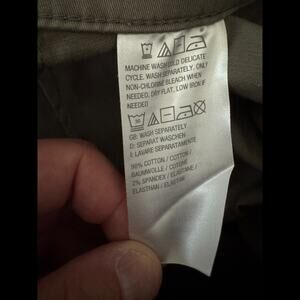 MACHINE WASH COLD DELICATE
CYCLE. WASH SEPARATELY. ONLY
NON-CHLORINE BLEACH WHEN
NEEDED. DRY FLAT. LOW IRON IF
NEEDED
GB: WASH SEPARATELY
D: SEPARAT WASCHEN
I: LAVARE SEPARATAMENTE
98% COTTON / COTTON /
BAUMWOLLE / COTONE
2% SPANDEX / ELASTANE /
ELASTHAN / ELASTAN